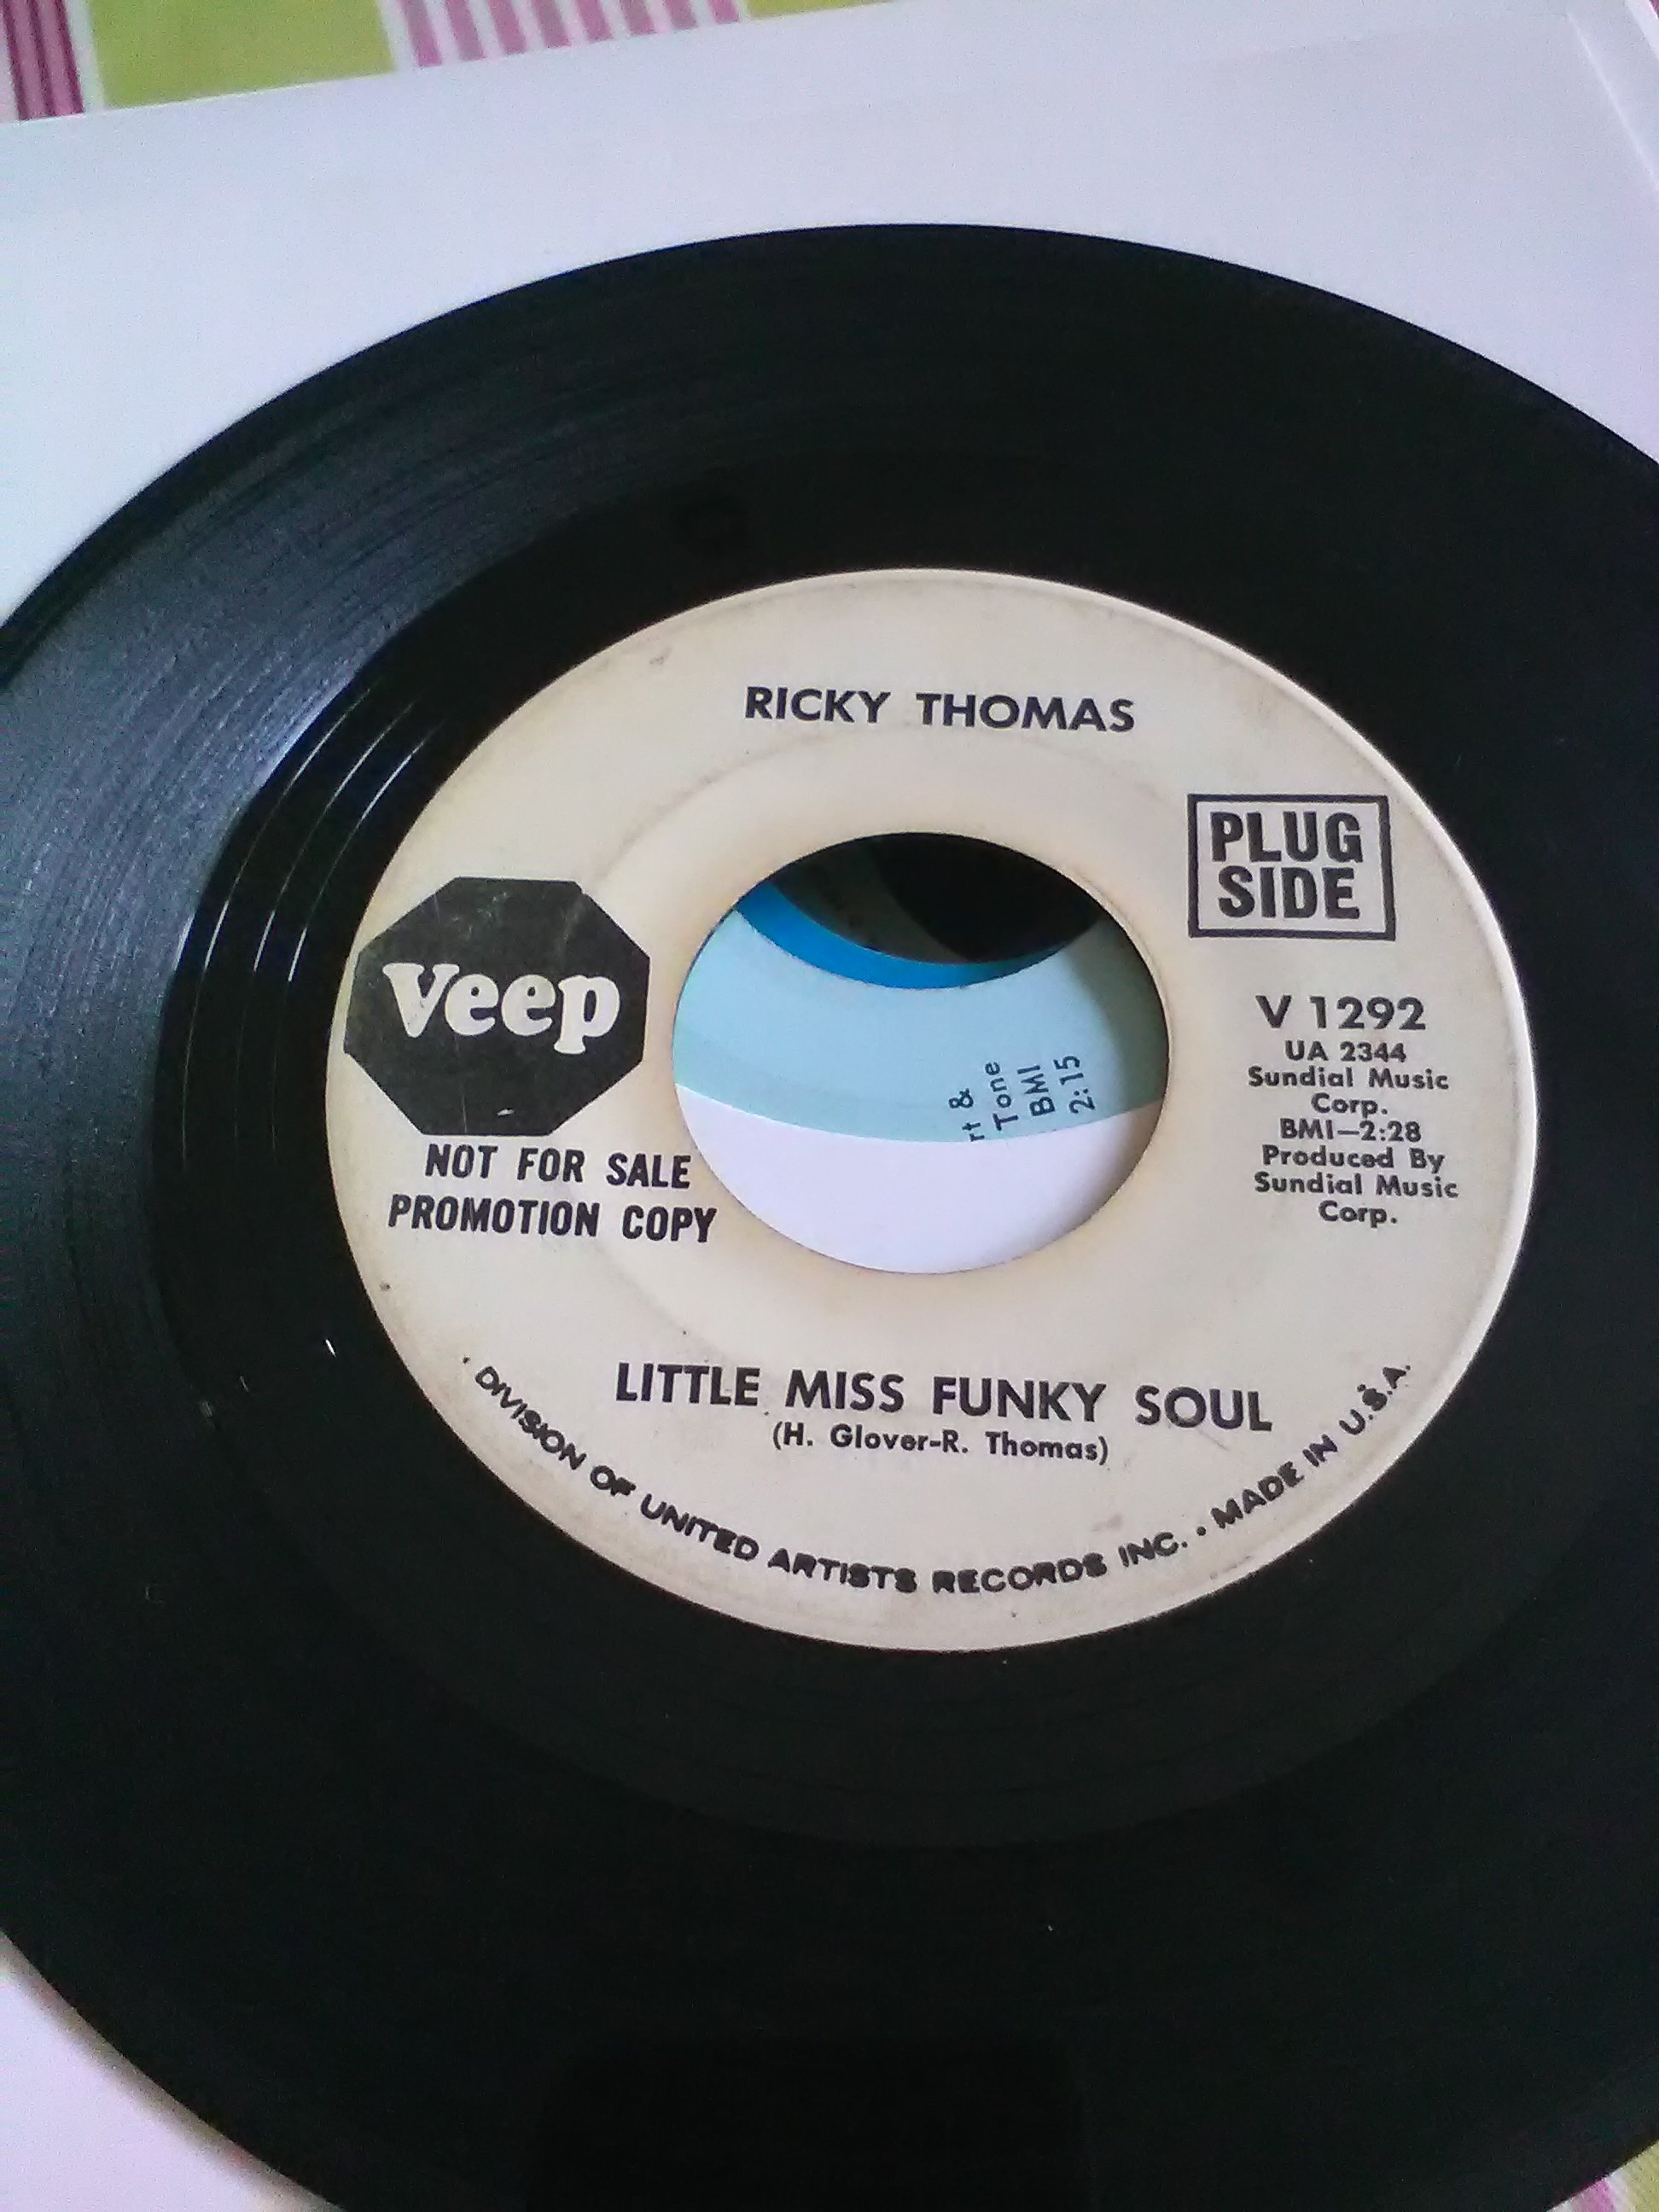 RICKY THOMAS
PLUG
SIDE
veep
NOT FOR SALE
PROMOTION COPY
V 1292
UA 2344
Sundial Music
Corp.
BMI—2:28
Produced By
Sundial Music
Corp.
rt &
Tone
BMI
2:15
LITTLE MISS FUNKY SOUL
(H. Glover-R. Thomas)
· DIVISION OF UNITED ARTISTS RECORDS INC. • MADE IN U.S.A.